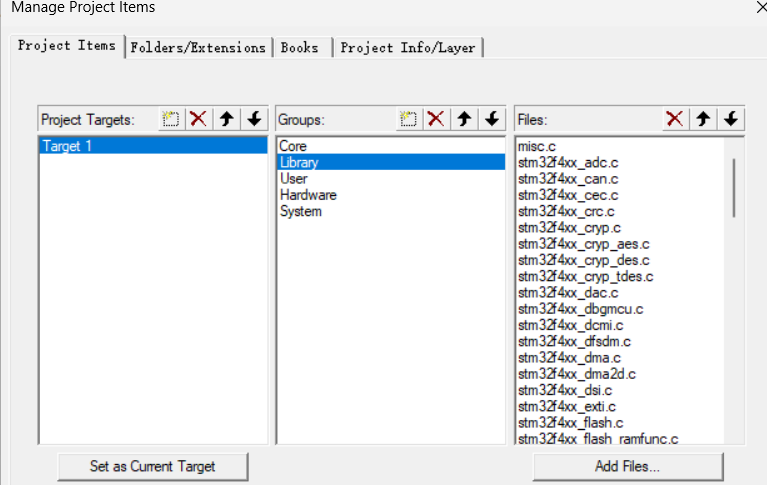 Manage Project Items
Project Items Folders/Extensions Books Project Info/Layer
Project Targets: Groups: Files:
Target 1
Core
Library
User
Hardware
System
misc.c
stm32f4xx_adc.c
stm32f4xx_can.c
stm32f4xx_cec.c
stm32f4xx_crc.c
stm32f4xx_cryp.c
stm32f4xx_cryp_aes.c
stm32f4xx_cryp_des.c
stm32f4xx_cryp_tdes.c
stm32f4xx_dac.c
stm32f4xx_dbgmcu.c
stm32f4xx_dcmi.c
stm32f4xx_dfsdm.c
stm32f4xx_dma.c
stm32f4xx_dma2d.c
stm32f4xx_dsi.c
stm32f4xx_exti.c
stm32f4xx_flash.c
stm32f4xx_flash_ramfunc.c
Set as Current Target
Add Files...